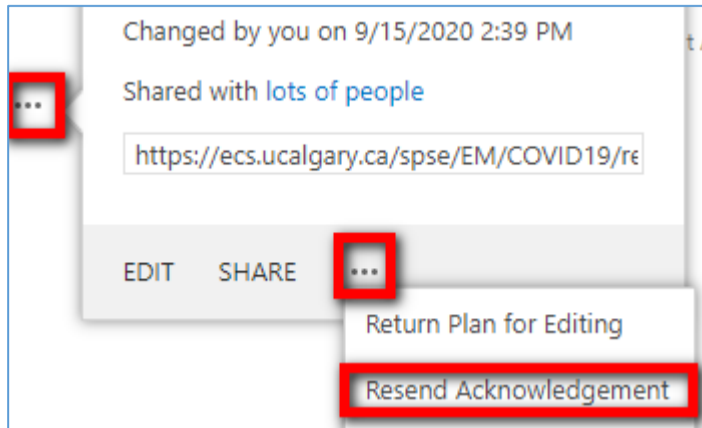 Changed by you on 9/15/2020 2:39 PM
Shared with lots of people
...
https://ecs.ucalgary.ca/spse/EM/COVID19/re
EDIT SHARE ...
Return Plan for Editing
Resend Acknowledgement